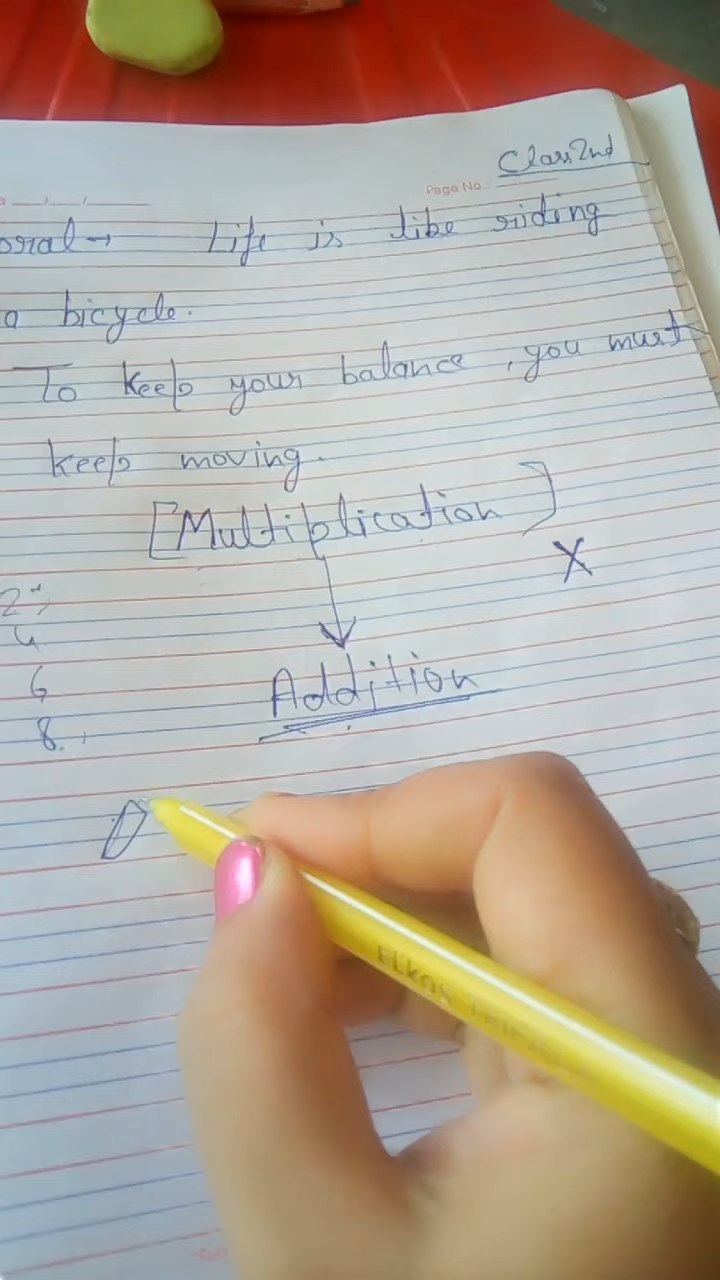 Class 2nd
Page No.
oral → Life is like riding
a bicycle.
To keep your balance, you must
keep moving.
[Multiplication]
X
2
4
6
8.
Addition